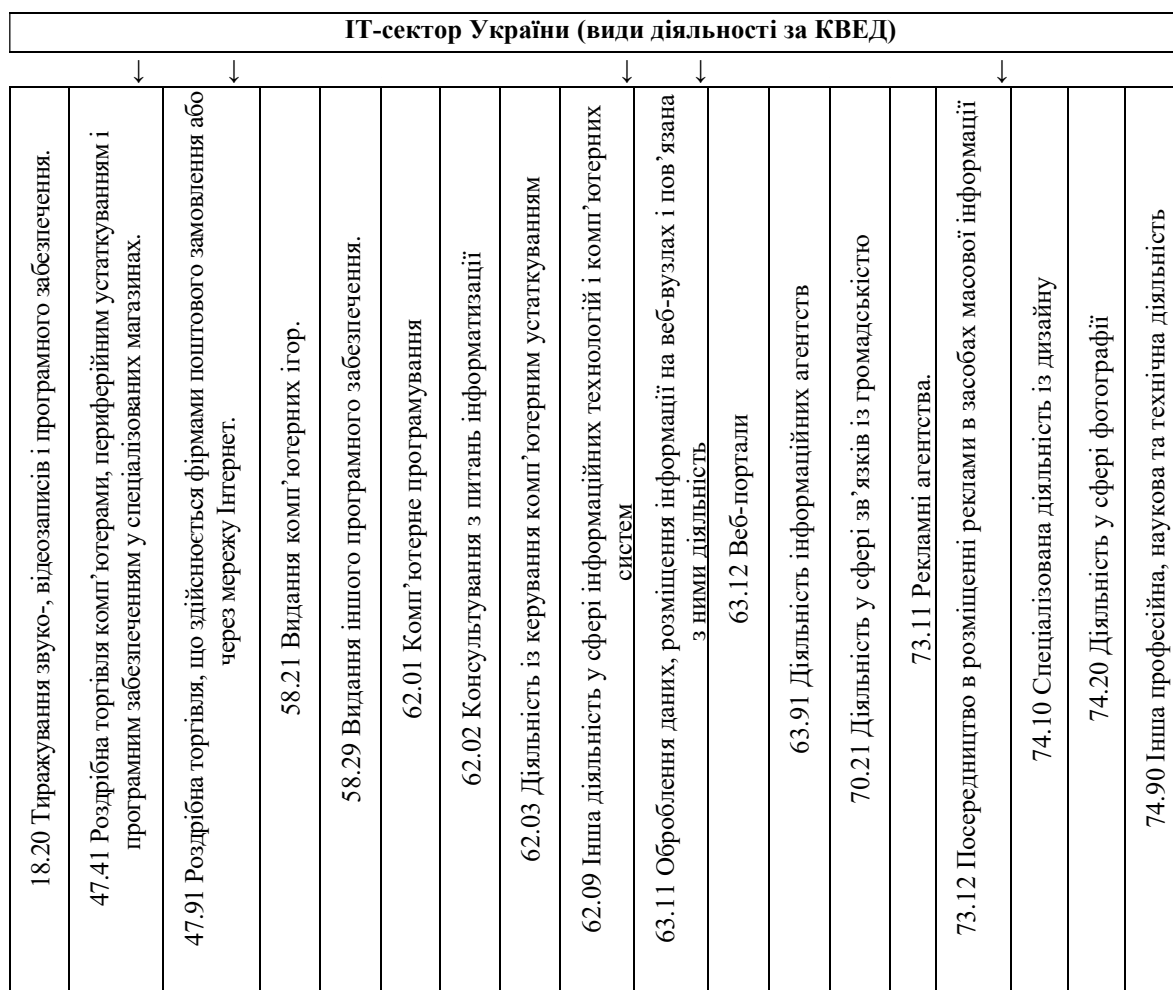 ІТ-сектор України (види діяльності за КВЕД)
↓ ↓ ↓ ↓ ↓
18.20 Тиражування звуко-, відеозаписів і програмного забезпечення.
47.41 Роздрібна торгівля комп’ютерами, периферійним устаткуванням і
програмним забезпеченням у спеціалізованих магазинах.
47.91 Роздрібна торгівля, що здійснюється фірмами поштового замовлення або
через мережу Інтернет.
58.21 Видання комп’ютерних ігор.
58.29 Видання іншого програмного забезпечення.
62.01 Комп’ютерне програмування
62.02 Консультування з питань інформатизації
62.03 Діяльність із керування комп’ютерним устаткуванням
62.09 Інша діяльність у сфері інформаційних технологій і комп’ютерних
систем
63.11 Оброблення даних, розміщення інформації на веб-вузлах і пов’язана
з ними діяльність
63.12 Веб-портали
63.91 Діяльність інформаційних агентств
70.21 Діяльність у сфері зв’язків із громадськістю
73.11 Рекламні агентства.
73.12 Посередництво в розміщенні реклами в засобах масової інформації
74.10 Спеціалізована діяльність із дизайну
74.20 Діяльність у сфері фотографії
74.90 Інша професійна, наукова та технічна діяльність